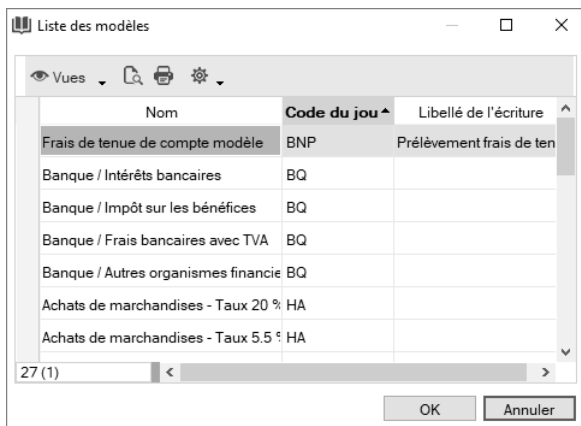 Liste des modèles
Vues
Nom Code du jou Libellé de l'écriture
Frais de tenue de compte modèle BNP Prélèvement frais de ten
Banque / Intérêts bancaires BQ
Banque / Impôt sur les bénéfices BQ
Banque / Frais bancaires avec TVA BQ
Banque / Autres organismes financie BQ
Achats de marchandises - Taux 20 % HA
Achats de marchandises - Taux 5.5 % HA
27 (1)
OK Annuler